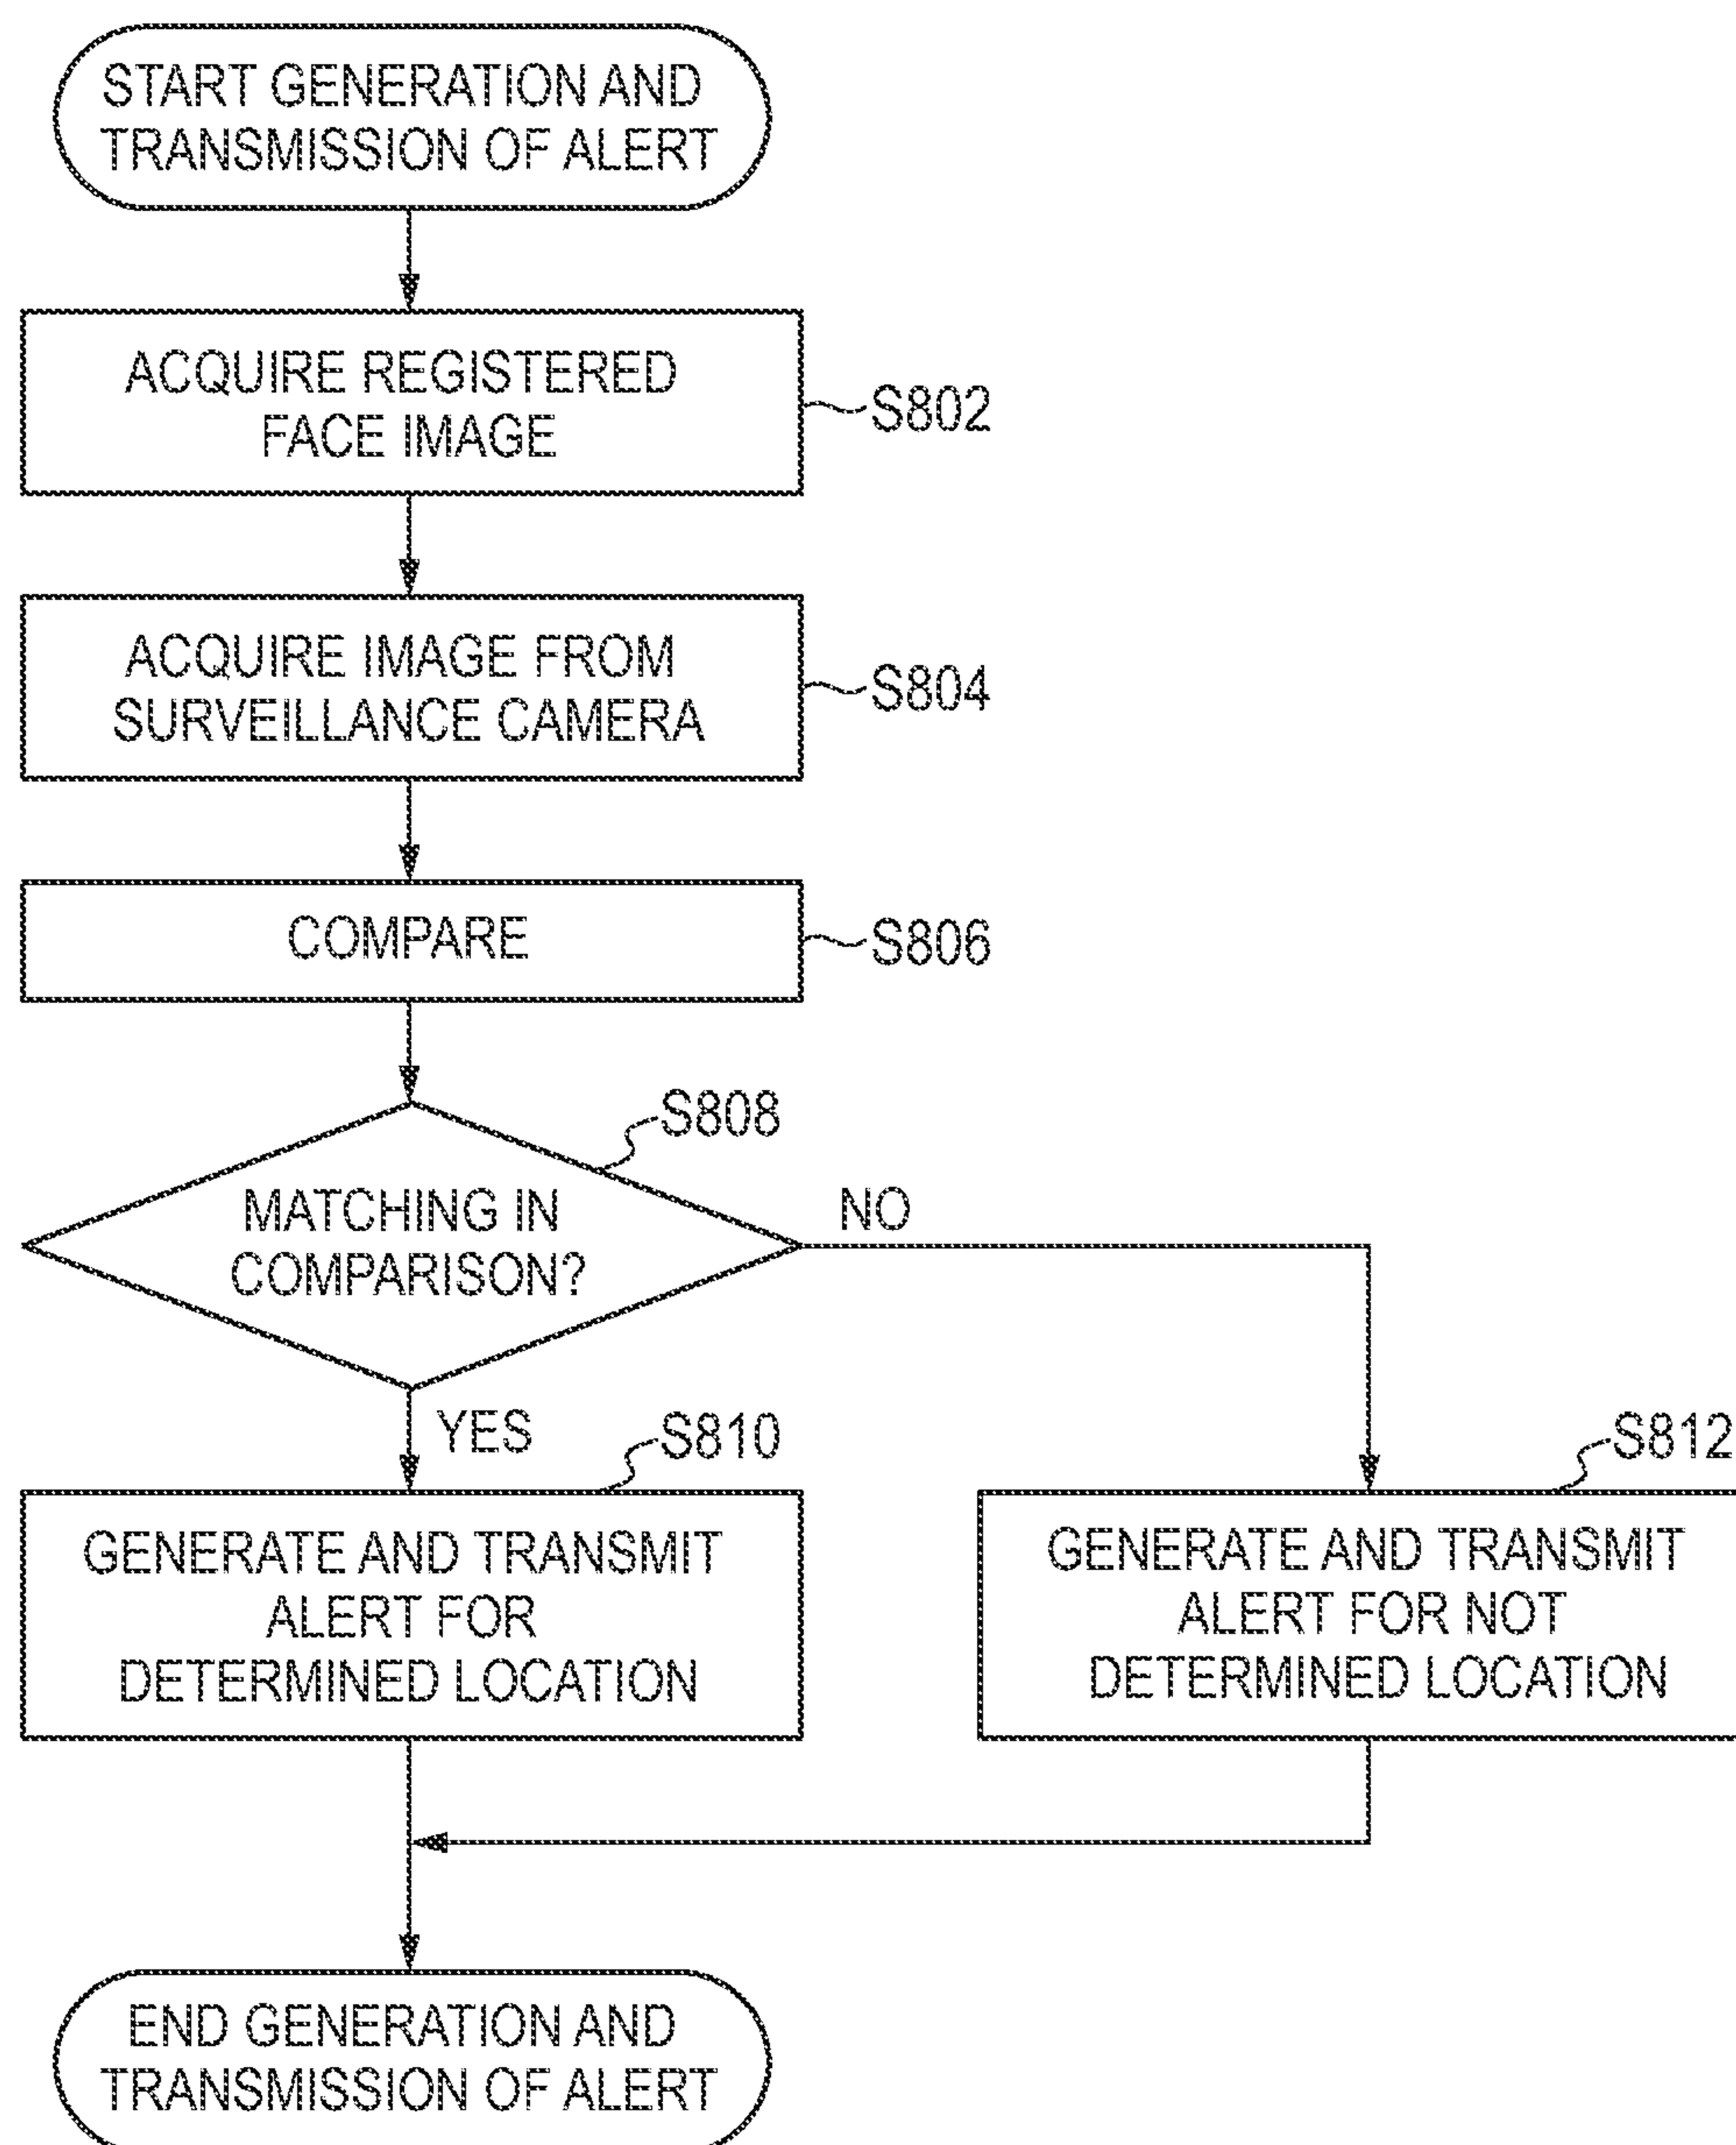 START GENERATION AND
TRANSMISSION OF ALERT
ACQUIRE REGISTERED
FACE IMAGE
S802
ACQUIRE IMAGE FROM
SURVEILLANCE CAMERA
S804
COMPARE
S806
S808
MATCHING IN
COMPARISON?
NO
YES
S810
S812
GENERATE AND TRANSMIT
ALERT FOR
DETERMINED LOCATION
GENERATE AND TRANSMIT
ALERT FOR NOT
DETERMINED LOCATION
END GENERATION AND
TRANSMISSION OF ALERT